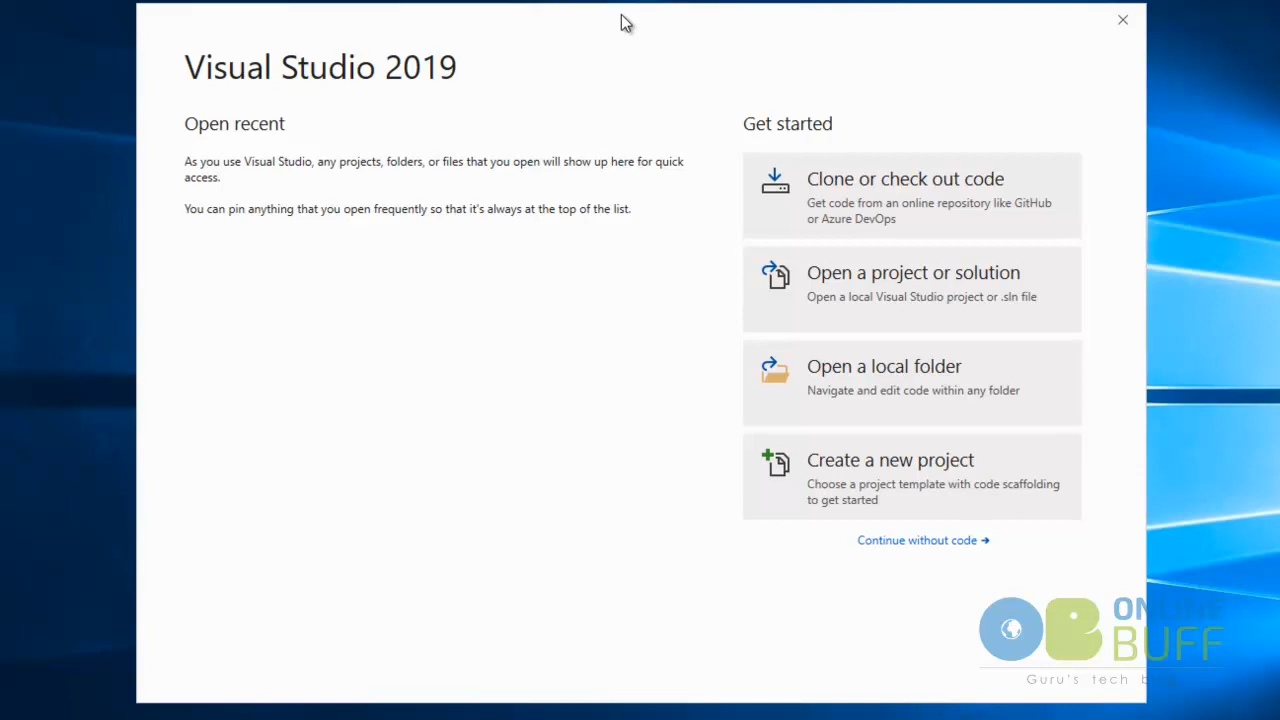 Visual Studio 2019
Open recent
As you use Visual Studio, any projects, folders, or files that you open will show up here for quick
access.
You can pin anything that you open frequently so that it's always at the top of the list.
Get started
Clone or check out code
Get code from an online repository like GitHub
or Azure DevOps
Open a project or solution
Open a local Visual Studio project or .sln file
Open a local folder
Navigate and edit code within any folder
Create a new project
Choose a project template with code scaffolding
to get started
Continue without code →
ONLINE
BUFF
Guru's tech